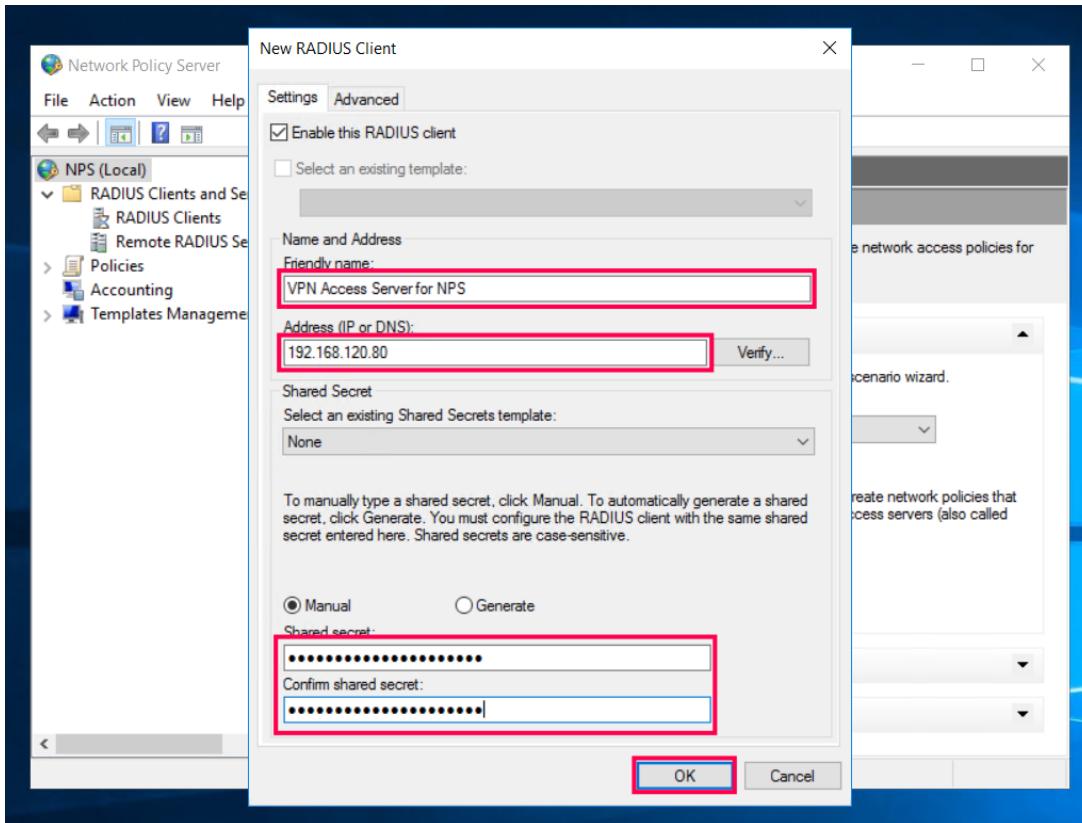 New RADIUS Client
Network Policy Server
File Action View Help
Settings Advanced
Enable this RADIUS client
Select an existing template:
NPS (Local)
RADIUS Clients and Se
RADIUS Clients
Remote RADIUS Se
Policies
Accounting
Templates Manageme
Name and Address
Friendly name:
VPN Access Server for NPS
Address (IP or DNS):
192.168.120.80
Verify...
Shared Secret
Select an existing Shared Secrets template:
None
To manually type a shared secret, click Manual. To automatically generate a shared
secret, click Generate. You must configure the RADIUS client with the same shared
secret entered here. Shared secrets are case-sensitive.
Manual
Generate
Shared secret:
●●●●●●●●●●●●●●●●●●●●●
Confirm shared secret:
●●●●●●●●●●●●●●●●●●●●●
OK
Cancel
e network access policies for
scenario wizard.
reate network policies that
ccess servers (also called